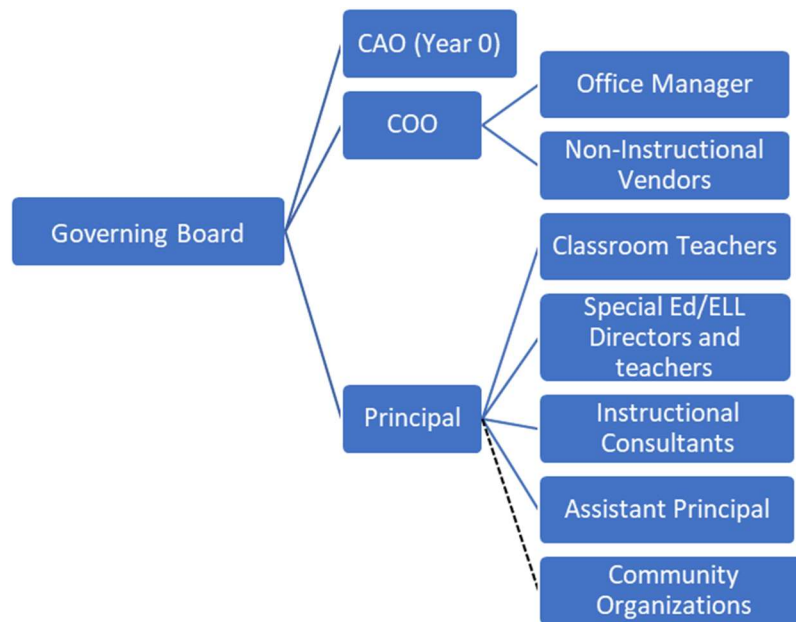 CAO (Year 0)
COO
Office Manager
Non-Instructional
Vendors
Governing Board
Classroom Teachers
Special Ed/ELL
Directors and
teachers
Principal
Instructional
Consultants
Assistant Principal
Community
Organizations